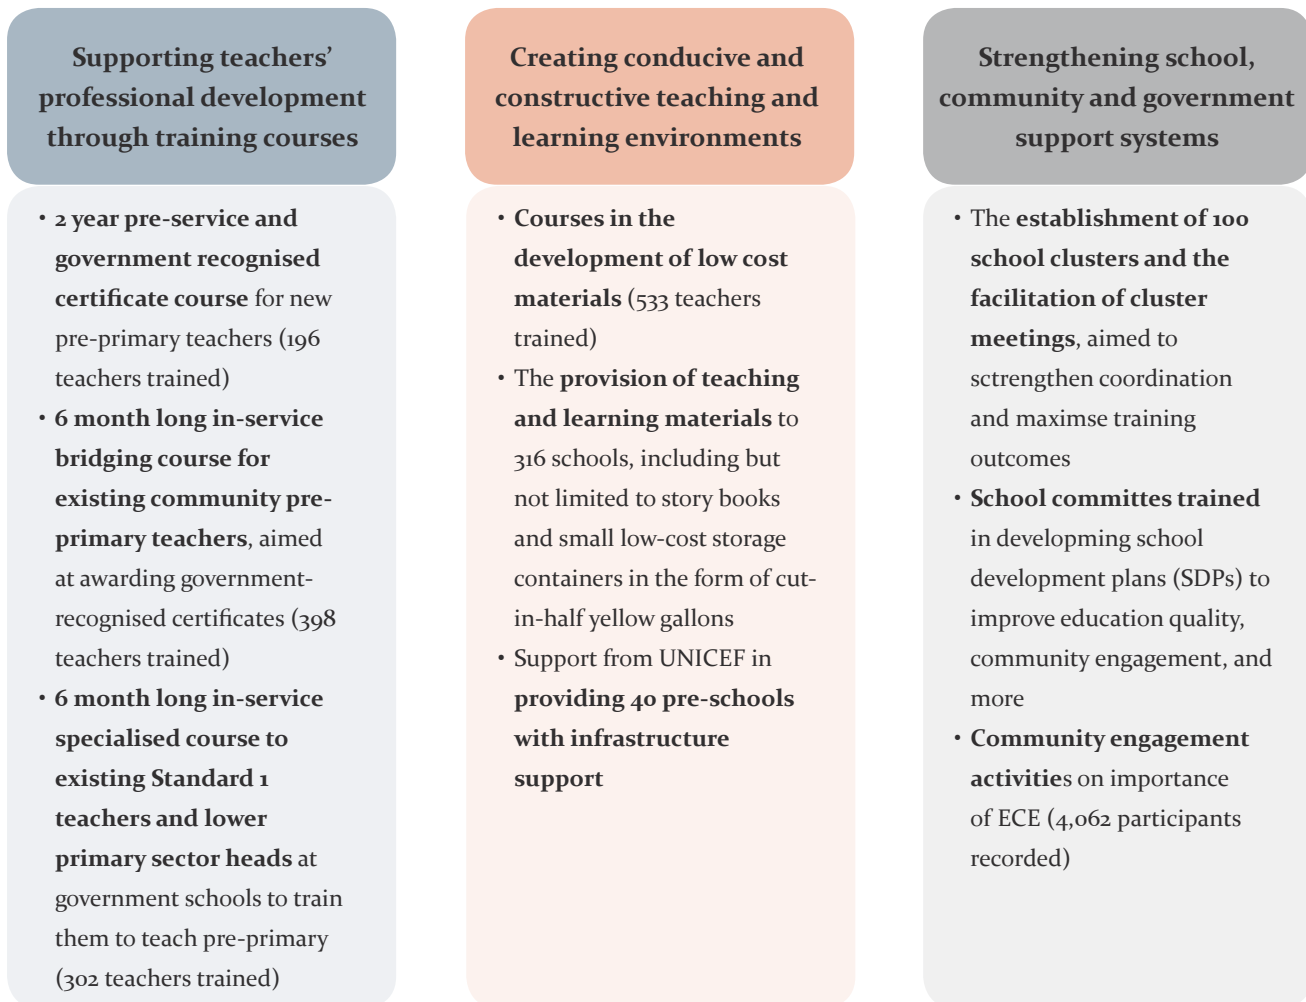 Supporting teachers’
professional development
through training courses
• 2 year pre-service and
government recognised
certificate course for new
pre-primary teachers (196
teachers trained)
• 6 month long in-service
bridging course for
existing community pre-
primary teachers, aimed
at awarding government-
recognised certificates (398
teachers trained)
• 6 month long in-service
specialised course to
existing Standard 1
teachers and lower
primary sector heads at
government schools to train
them to teach pre-primary
(302 teachers trained)
Creating conducive and
constructive teaching and
learning environments
• Courses in the
development of low cost
materials (533 teachers
trained)
• The provision of teaching
and learning materials to
316 schools, including but
not limited to story books
and small low-cost storage
containers in the form of cut-
in-half yellow gallons
• Support from UNICEF in
providing 40 pre-schools
with infrastructure
support
Strengthening school,
community and government
support systems
• The establishment of 100
school clusters and the
facilitation of cluster
meetings, aimed to
sctrengthen coordination
and maximse training
outcomes
• School committes trained
in developming school
development plans (SDPs) to
improve education quality,
community engagement, and
more
• Community engagement
activities on importance
of ECE (4,062 participants
recorded)